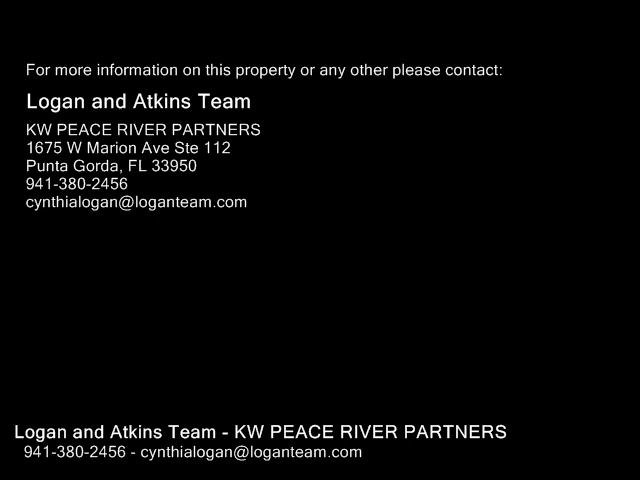 For more information on this property or any other please contact:
Logan and Atkins Team
KW PEACE RIVER PARTNERS
1675 W Marion Ave Ste 112
Punta Gorda, FL 33950
941-380-2456
cynthialogan@loganteam.com
Logan and Atkins Team - KW PEACE RIVER PARTNERS
941-380-2456 - cynthialogan@loganteam.com